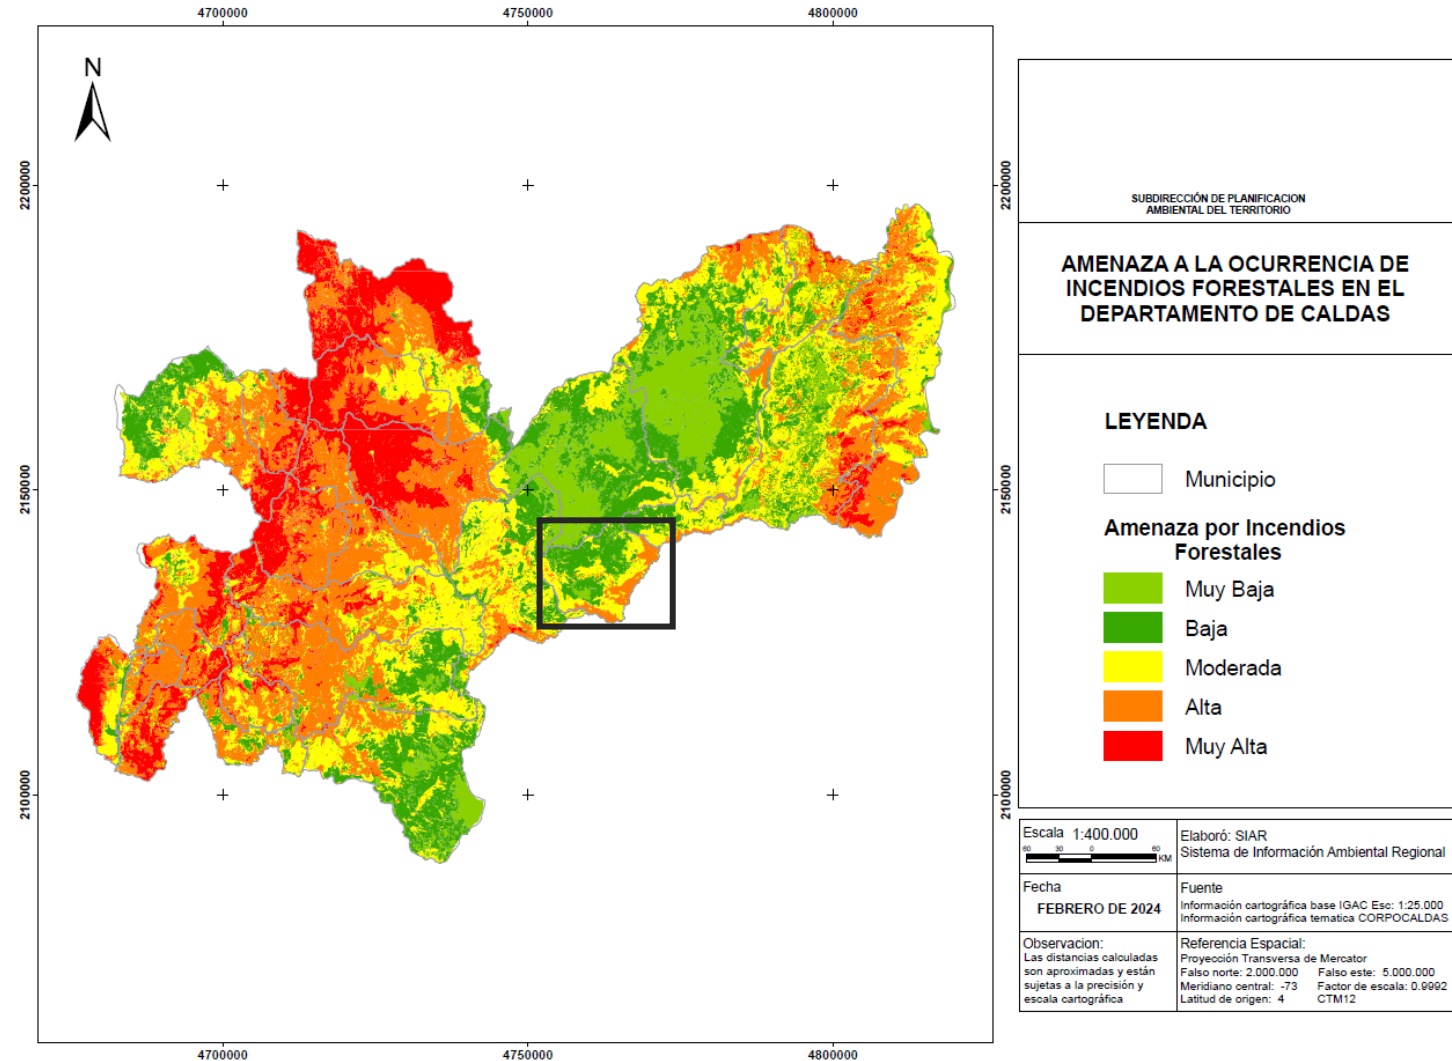 4700000
4750000
4800000
N
2200000
2200000
2150000
2150000
2100000
2100000
4700000
4750000
4800000
SUBDIRECCIÓN DE PLANIFICACION
AMBIENTAL DEL TERRITORIO
AMENAZA A LA OCURRENCIA DE
INCENDIOS FORESTALES EN EL
DEPARTAMENTO DE CALDAS
LEYENDA
Municipio
Amenaza por Incendios
Forestales
Muy Baja
Baja
Moderada
Alta
Muy Alta
Escala 1:400.000
60 30 0 60
KM
Elaboró: SIAR
Sistema de Información Ambiental Regional
Fecha
FEBRERO DE 2024
Fuente
Información cartográfica base IGAC Esc: 1:25.000
Información cartográfica tematica CORPOCALDAS
Observacion:
Las distancias calculadas
son aproximadas y están
sujetas a la precisión y
escala cartográfica
Referencia Espacial:
Proyección Transversa de Mercator
Falso norte: 2.000.000 Falso este: 5.000.000
Meridiano central: -73 Factor de escala: 0.9992
Latitud de origen: 4 CTM12